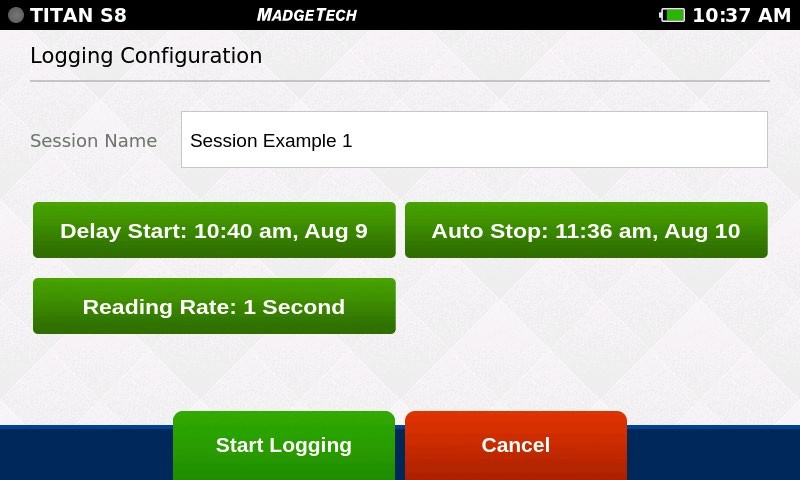 TITAN S8 MADGETECH 10:37 AM
Logging Configuration
Session Name Session Example 1
Delay Start: 10:40 am, Aug 9 Auto Stop: 11:36 am, Aug 10
Reading Rate: 1 Second
Start Logging Cancel